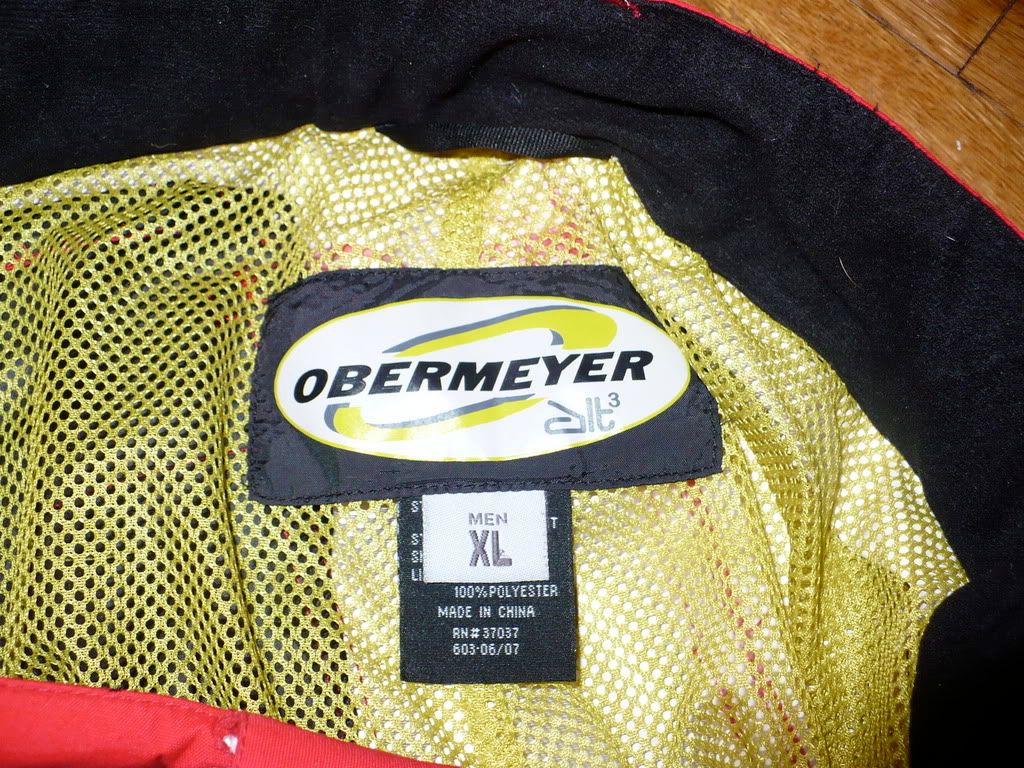 OBERMEYER
alt³
MEN
XL
100%POLYESTER
MADE IN CHINA
RN#37037
603-06/07